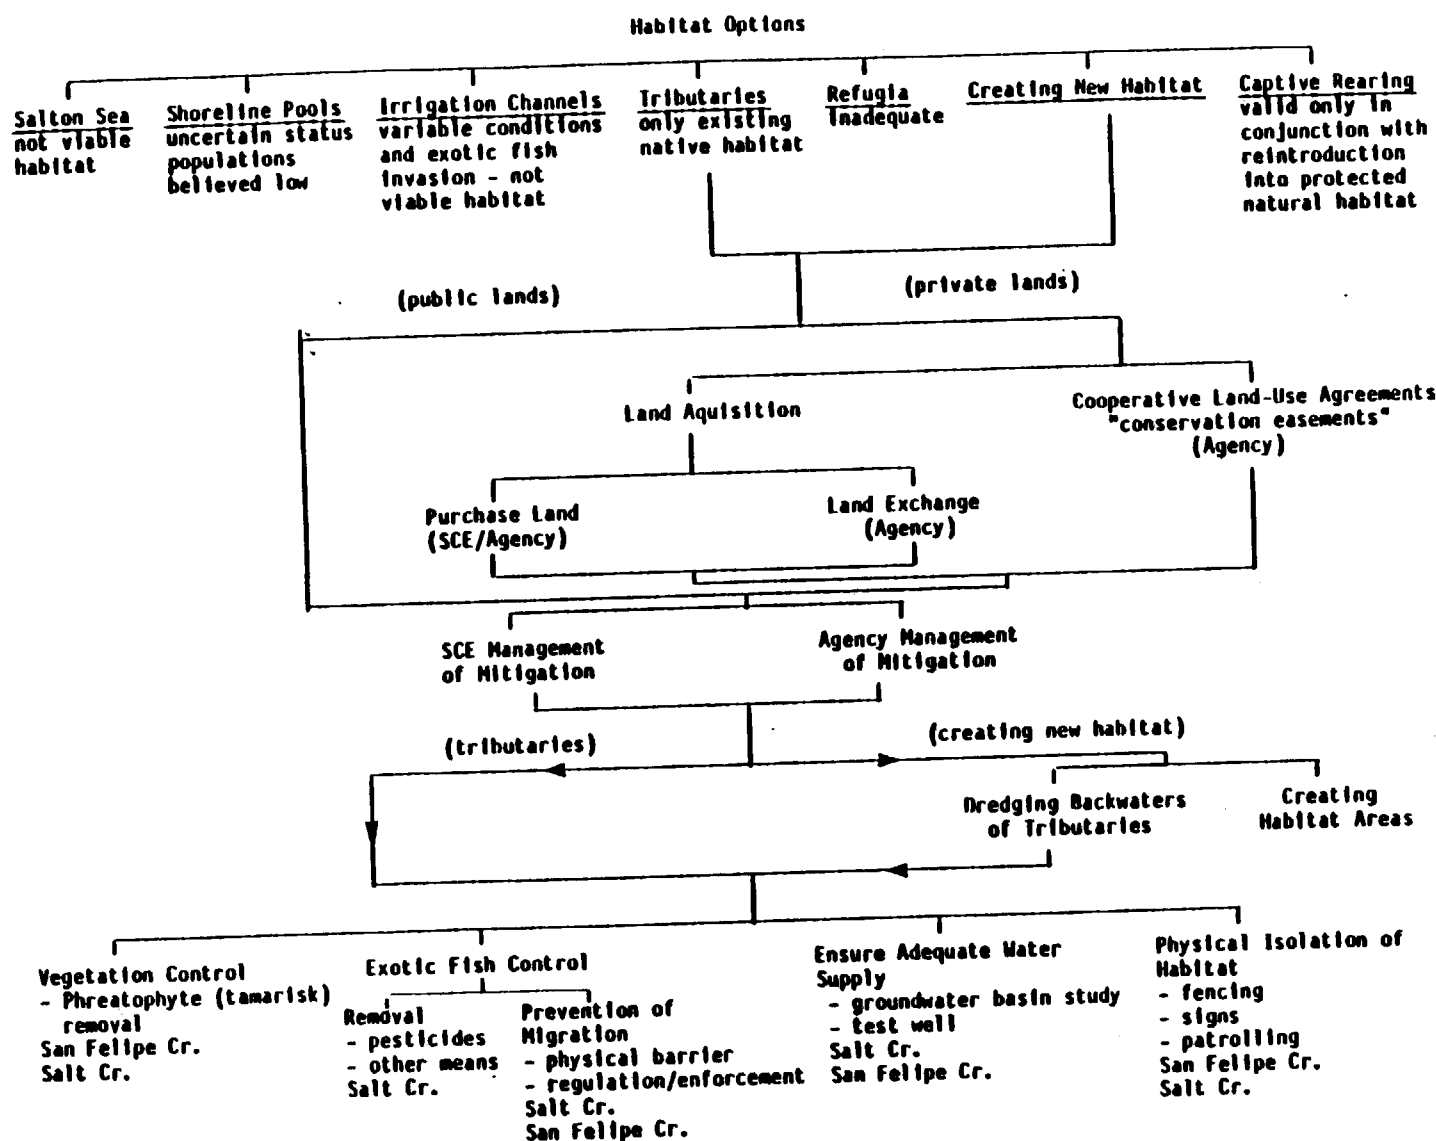 Habitat Options
Salton Sea
not viable
habitat
Shoreline Pools
uncertain status
populations
believed low
Irrigation Channels
variable conditions
and exotic fish
invasion - not
viable habitat
Tributaries
only existing
native habitat
Refugia
inadequate
Creating New Habitat
Captive Rearing
valid only in
conjunction with
reintroduction
into protected
natural habitat
(public lands)
(private lands)
Land Aquisition
Cooperative Land-Use Agreements
"conservation easements"
(Agency)
Purchase Land
(SCE/Agency)
Land Exchange
(Agency)
SCE Management
of Mitigation
Agency Management
of Mitigation
(tributaries)
(creating new habitat)
Dredging Backwaters
of Tributaries
Creating
Habitat Areas
Vegetation Control
- Phreatophyte (tamarisk)
removal
San Felipe Cr.
Salt Cr.
Exotic Fish Control
Removal
- pesticides
- other means
Salt Cr.
Prevention of
Migration
- physical barrier
- regulation/enforcement
Salt Cr.
San Felipe Cr.
Ensure Adequate Water
Supply
- groundwater basin study
- test well
Salt Cr.
San Felipe Cr.
Physical Isolation of
Habitat
- fencing
- signs
- patrolling
San Felipe Cr.
Salt Cr.